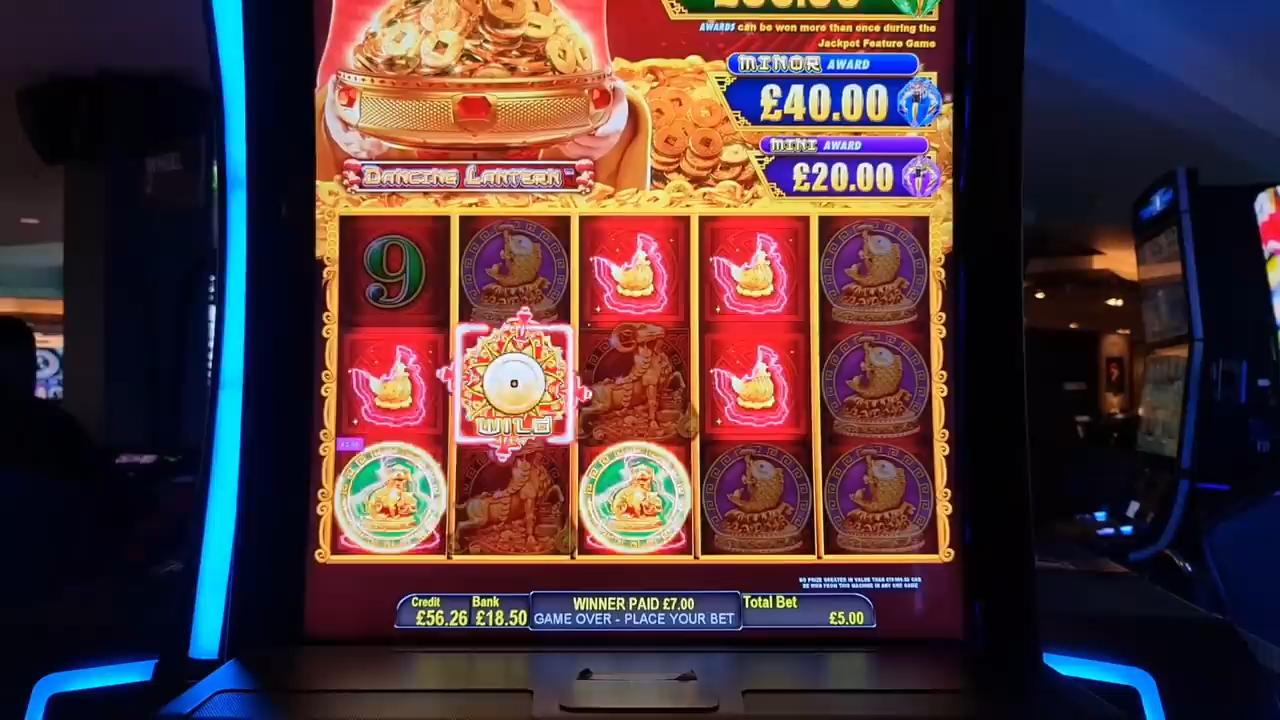 AWARDS can be won more than once during the
Jackpot Feature Game
MINOR AWARD
£40.00
MINI AWARD
£20.00
DANCING LANTERN™
9
WILD
Credit
£56.26
Bank
£18.50
WINNER PAID £7.00
GAME OVER - PLACE YOUR BET
Total Bet
£5.00